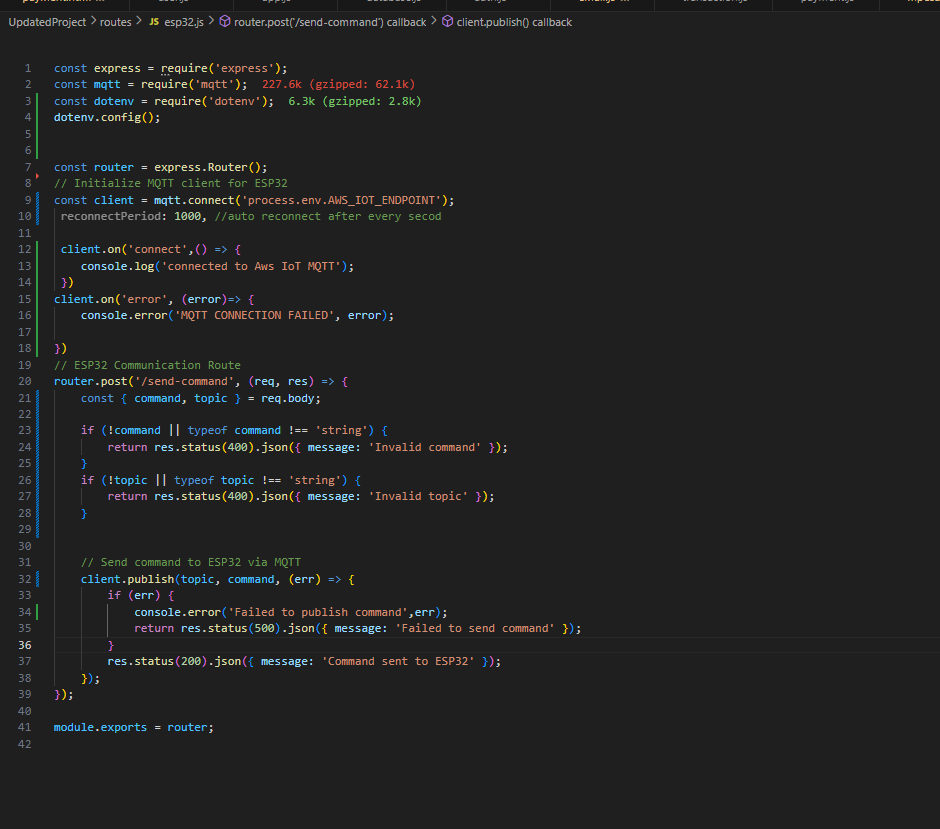 UpdatedProject > routes > JS esp32.js > router.post('/send-command') callback > client.publish() callback
1 const express = require('express');
2 const mqtt = require('mqtt'); 227.6k (gzipped: 62.1k)
3 const dotenv = require('dotenv'); 6.3k (gzipped: 2.8k)
4 dotenv.config();
5
6
7 const router = express.Router();
8 // Initialize MQTT client for ESP32
9 const client = mqtt.connect('process.env.AWS_IOT_ENDPOINT');
10 reconnectPeriod: 1000, //auto reconnect after every secod
11
12 client.on('connect',() => {
13 console.log('connected to Aws IoT MQTT');
14 })
15 client.on('error', (error)=> {
16 console.error('MQTT CONNECTION FAILED', error);
17
18 })
19 // ESP32 Communication Route
20 router.post('/send-command', (req, res) => {
21 const { command, topic } = req.body;
22
23 if (!command || typeof command !== 'string') {
24 return res.status(400).json({ message: 'Invalid command' });
25 }
26 if (!topic || typeof topic !== 'string') {
27 return res.status(400).json({ message: 'Invalid topic' });
28 }
29
30
31 // Send command to ESP32 via MQTT
32 client.publish(topic, command, (err) => {
33 if (err) {
34 console.error('Failed to publish command',err);
35 return res.status(500).json({ message: 'Failed to send command' });
36 }
37 res.status(200).json({ message: 'Command sent to ESP32' });
38 });
39 });
40
41 module.exports = router;
42